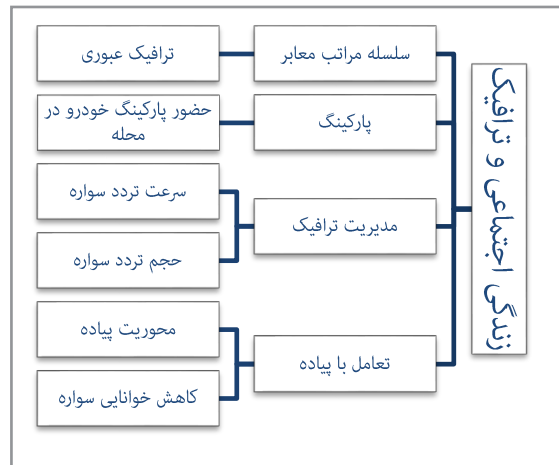 زندگی اجتماعی و ترافیک
سلسله مراتب معابر
ترافیک عبوری
پارکینگ
حضور پارکینگ خودرو در
محله
مدیریت ترافیک
سرعت تردد سواره
حجم تردد سواره
تعامل با پیاده
محوریت پیاده
کاهش خوانایی سواره